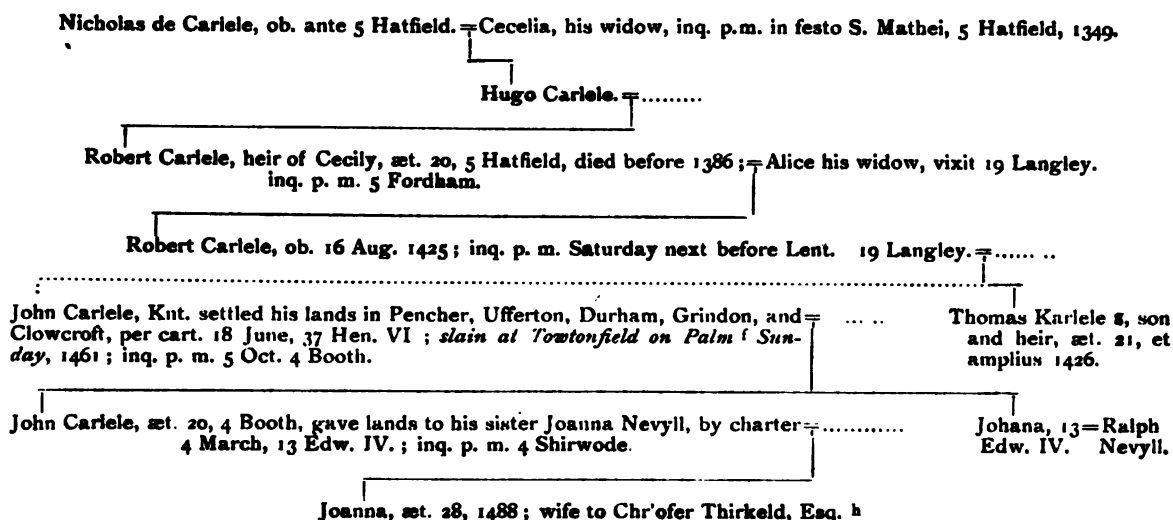 Nicholas de Carlele, ob. ante 5 Hatfield.=Cecelia, his widow, inq. p.m. in festo S. Mathei, 5 Hatfield, 1349.
Hugo Carlele.=.........
Robert Carlele, heir of Cecily, æt. 20, 5 Hatfield, died before 1386;=Alice his widow, vixit 19 Langley.
inq. p. m. 5 Fordham.
Robert Carlele, ob. 16 Aug. 1425; inq. p. m. Saturday next before Lent. 19 Langley.=...... ..
John Carlele, Knt. settled his lands in Pencher, Ufferton, Durham, Grindon, and= ... ..
Clowcroft, per cart. 18 June, 37 Hen. VI; slain at Towtonfield on Palm f Sun-
day, 1461; inq. p. m. 5 Oct. 4 Booth.
Thomas Karlele g, son
and heir, æt. 21, et
amplius 1426.
John Carlele, æt. 20, 4 Booth, gave lands to his sister Joanna Nevyll, by charter=............
4 March, 13 Edw. IV.; inq. p. m. 4 Shirwode.
Johana, 13=Ralph
Edw. IV. Nevyll.
Joanna, æt. 28, 1488; wife to Chr'ofer Thirkeld, Esq. h